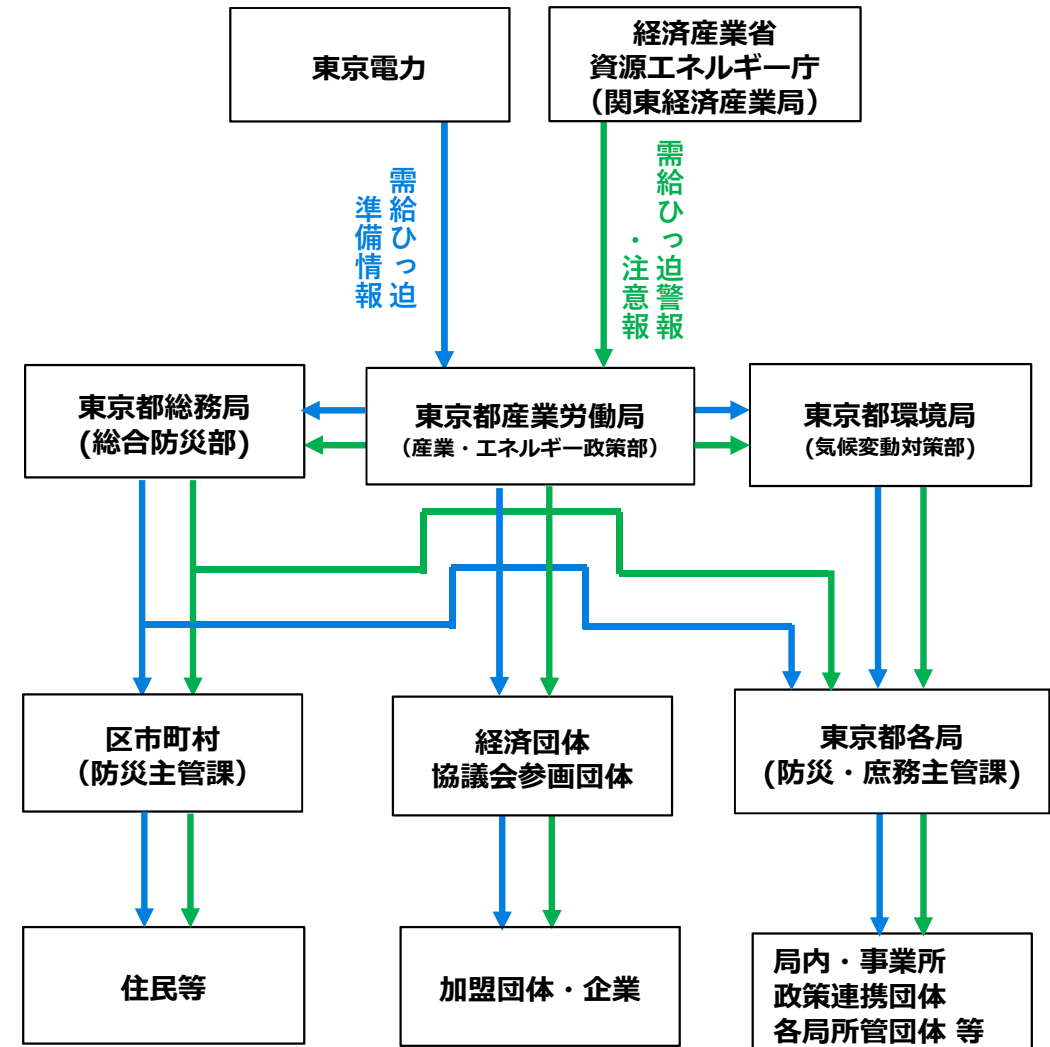 東京電力
経済産業省
資源エネルギー庁
（関東経済産業局）
需給ひっ迫
準備情報
需給ひっ迫警報
・注意報
東京都総務局
(総合防災部)
東京都産業労働局
（産業・エネルギー政策部）
東京都環境局
(気候変動対策部)
区市町村
（防災主管課）
経済団体
協議会参画団体
東京都各局
(防災・庶務主管課)
住民等
加盟団体・企業
局内・事業所
政策連携団体
各局所管団体 等